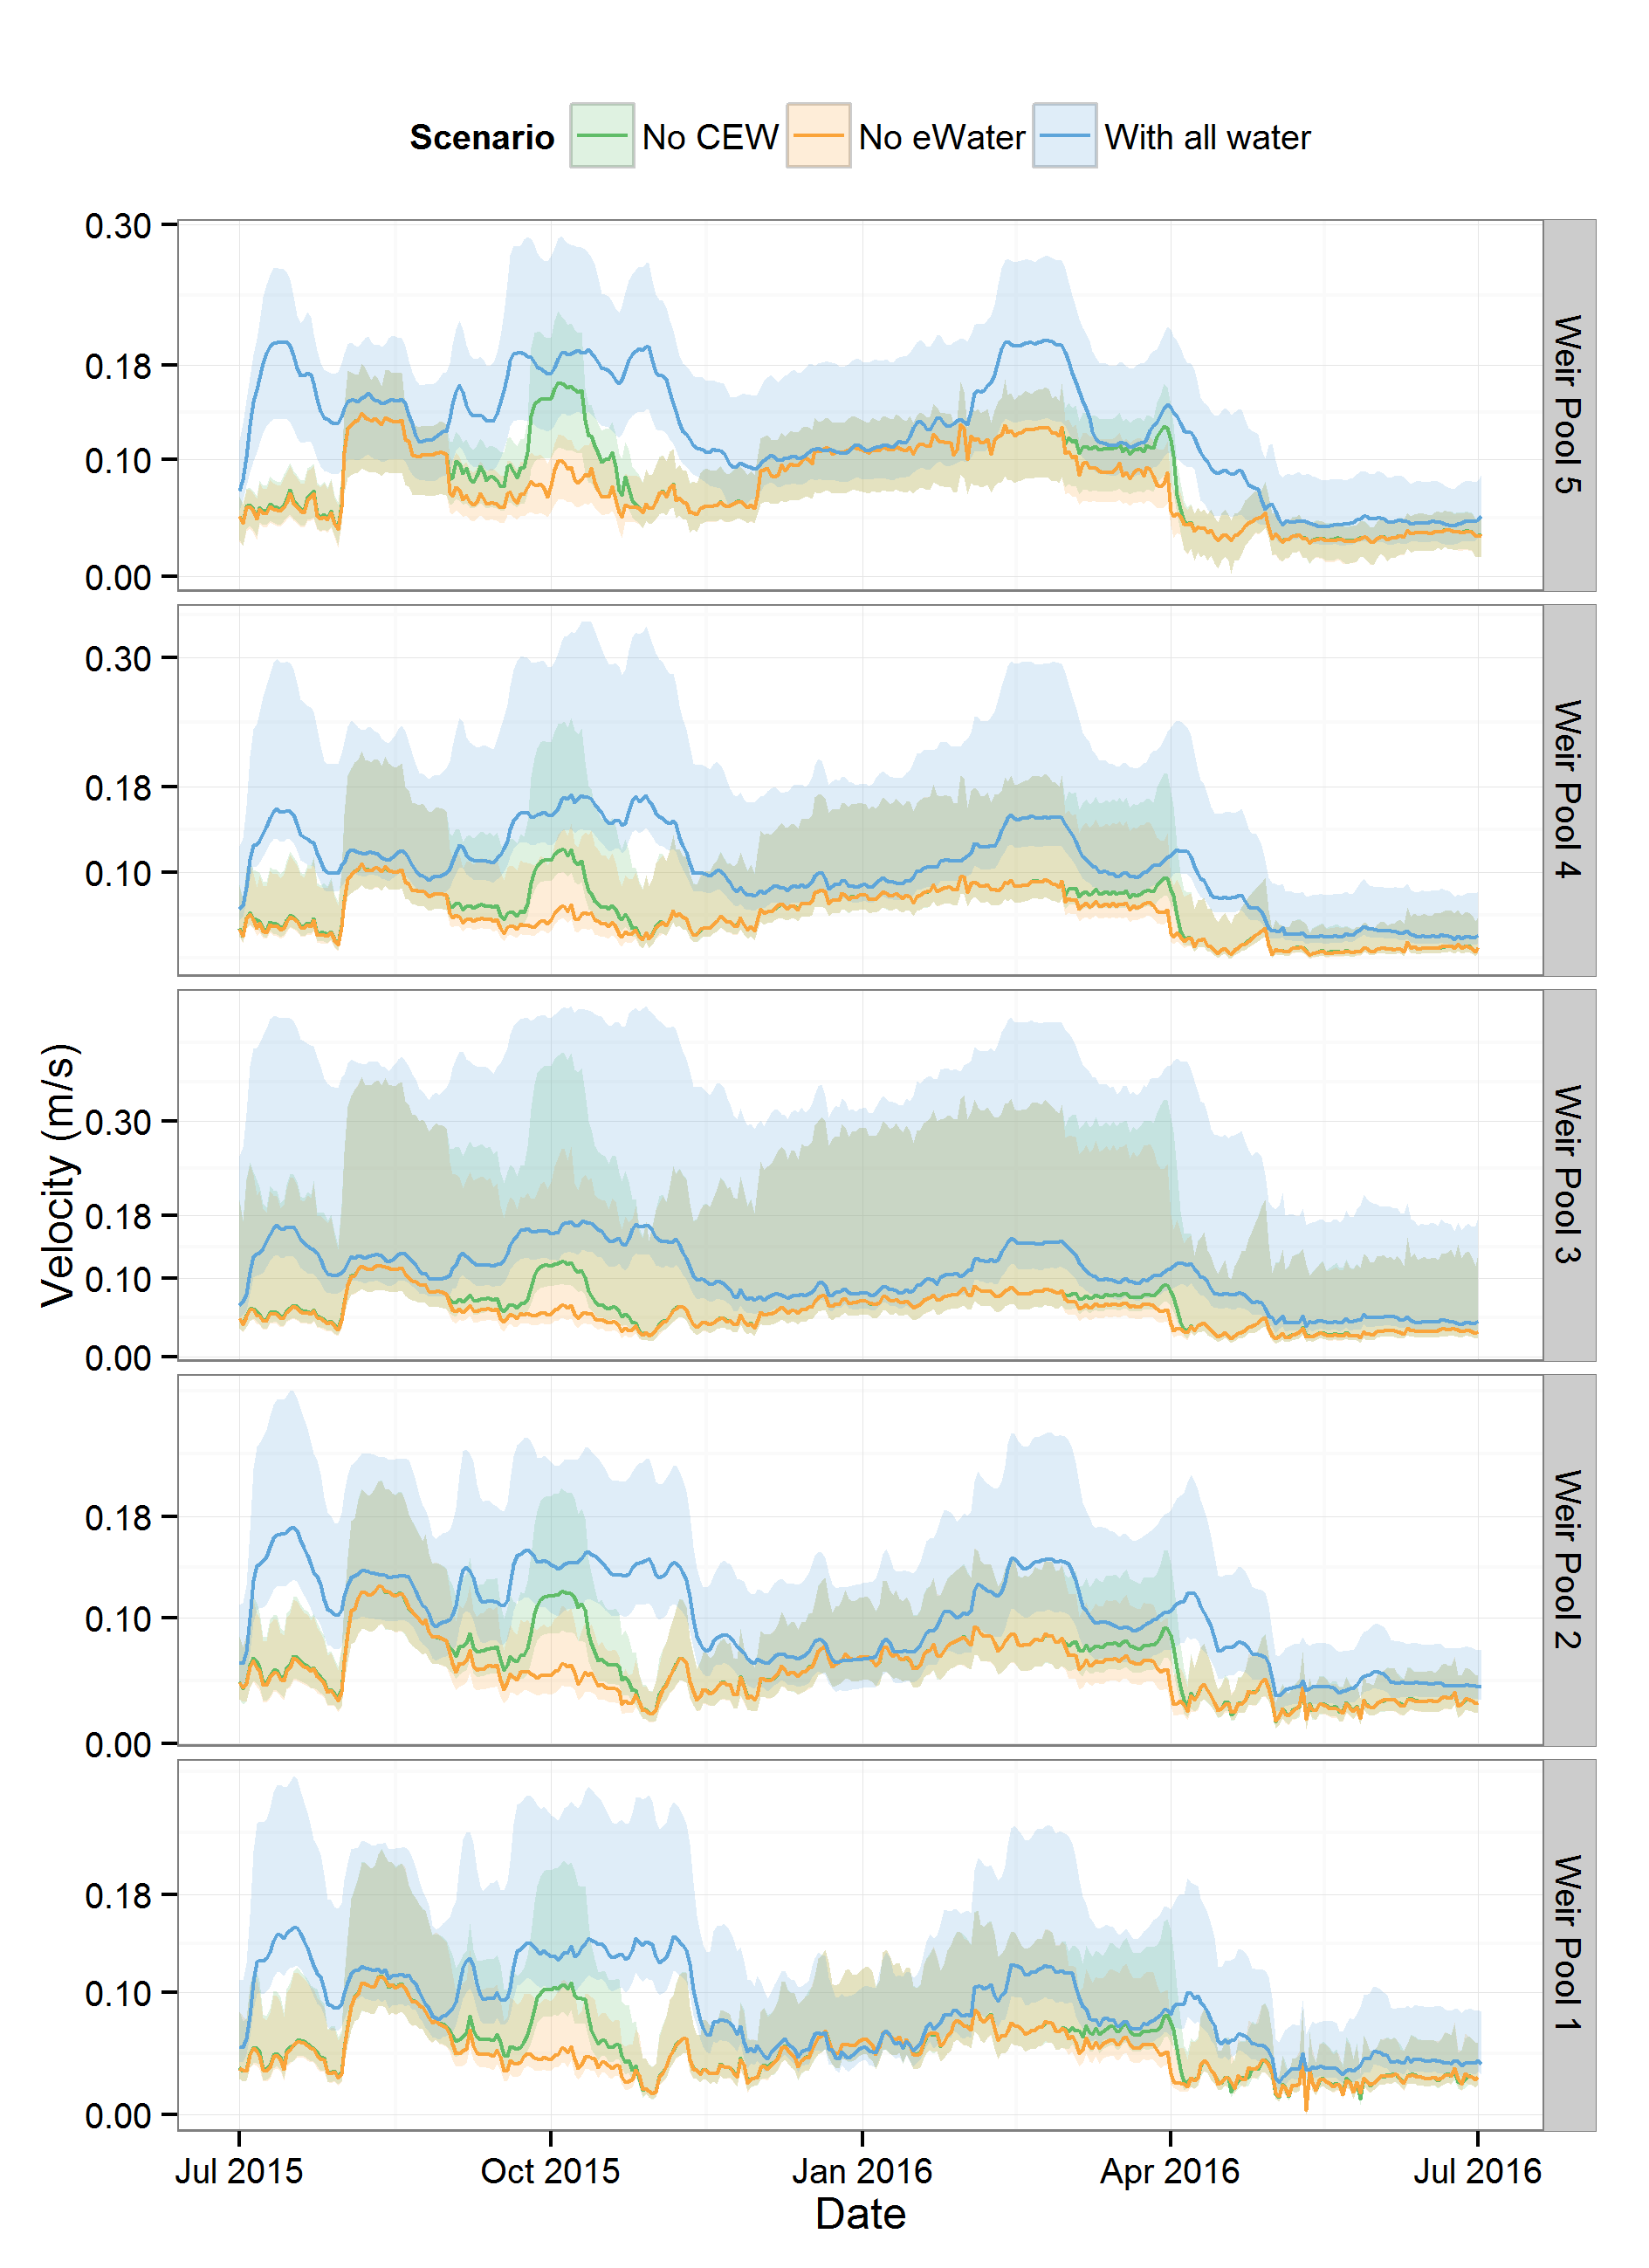 Scenario No CEW No eWater With all water
0.30
0.18
0.10
0.00
Weir Pool 5
0.30
0.18
0.10
Weir Pool 4
Velocity (m/s)
0.30
0.18
0.10
0.00
Weir Pool 3
0.18
0.10
0.00
Weir Pool 2
0.18
0.10
0.00
Weir Pool 1
Jul 2015 Oct 2015 Jan 2016 Apr 2016 Jul 2016
Date